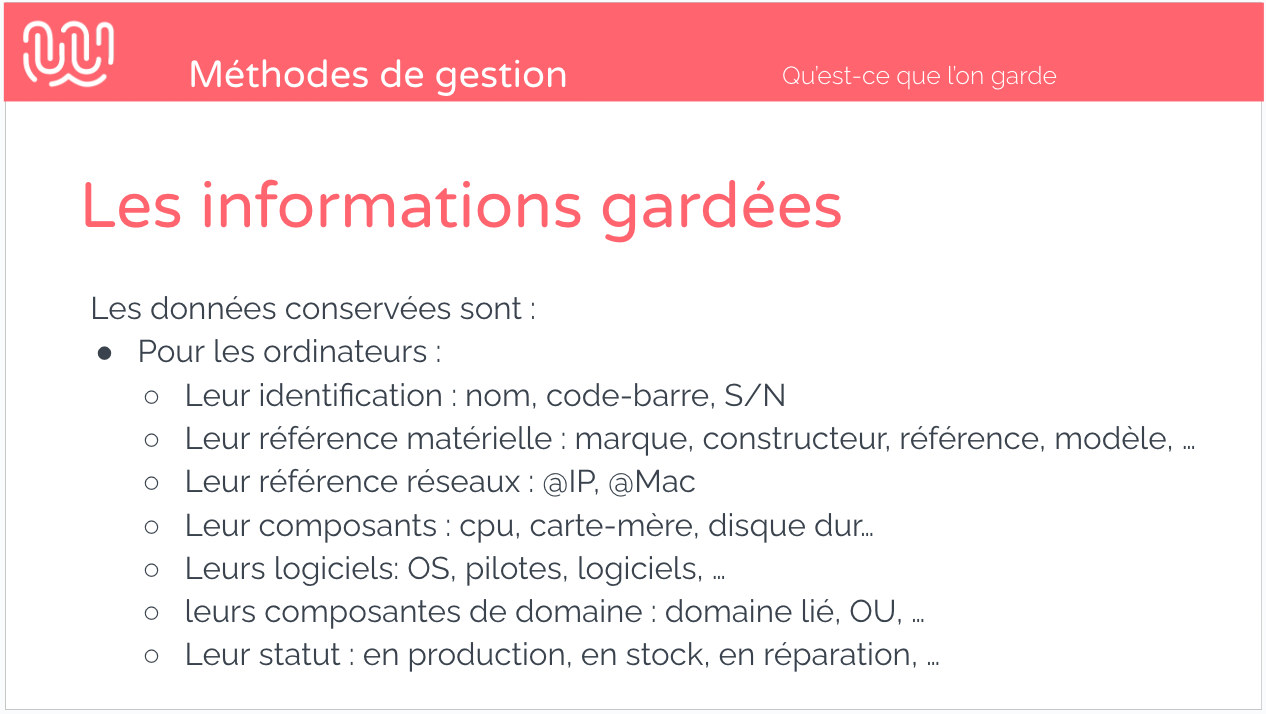 Méthodes de gestion
Qu'est-ce que l'on garde
Les informations gardées
Les données conservées sont :
● Pour les ordinateurs :
○ Leur identification : nom, code-barre, S/N
○ Leur référence matérielle : marque, constructeur, référence, modèle, …
○ Leur référence réseaux : @IP, @Mac
○ Leur composants : cpu, carte-mère, disque dur…
○ Leurs logiciels: OS, pilotes, logiciels, …
○ leurs composantes de domaine : domaine lié, OU, …
○ Leur statut : en production, en stock, en réparation, …